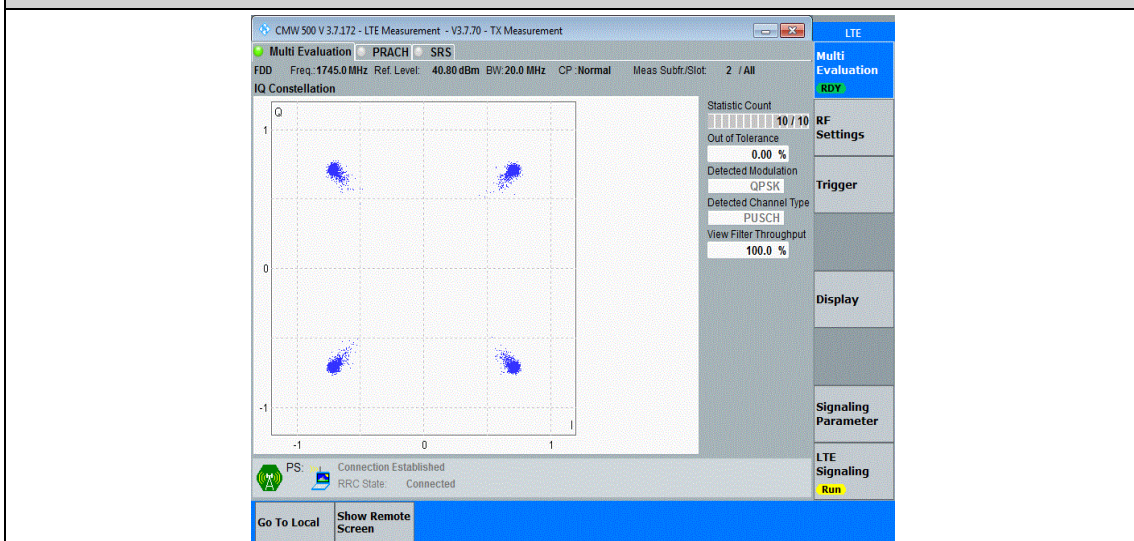 CMW 500 V 3.7.172 - LTE Measurement - V3.7.70 - TX Measurement
LTE
Multi Evaluation PRACH SRS
Multi
Evaluation
RDY
FDD Freq.: 1745.0 MHz Ref. Level: 40.80 dBm BW: 20.0 MHz CP : Normal Meas Subfr./Slot: 2 / All
IQ Constellation
Q
1
0
-1
-1 0 1
I
Statistic Count
10 / 10
Out of Tolerance
0.00 %
Detected Modulation
QPSK
Detected Channel Type
PUSCH
View Filter Throughput
100.0 %
RF
Settings
Trigger
Display
Signaling
Parameter
LTE
Signaling
Run
PS: Connection Established
RRC State: Connected
Go To Local
Show Remote
Screen